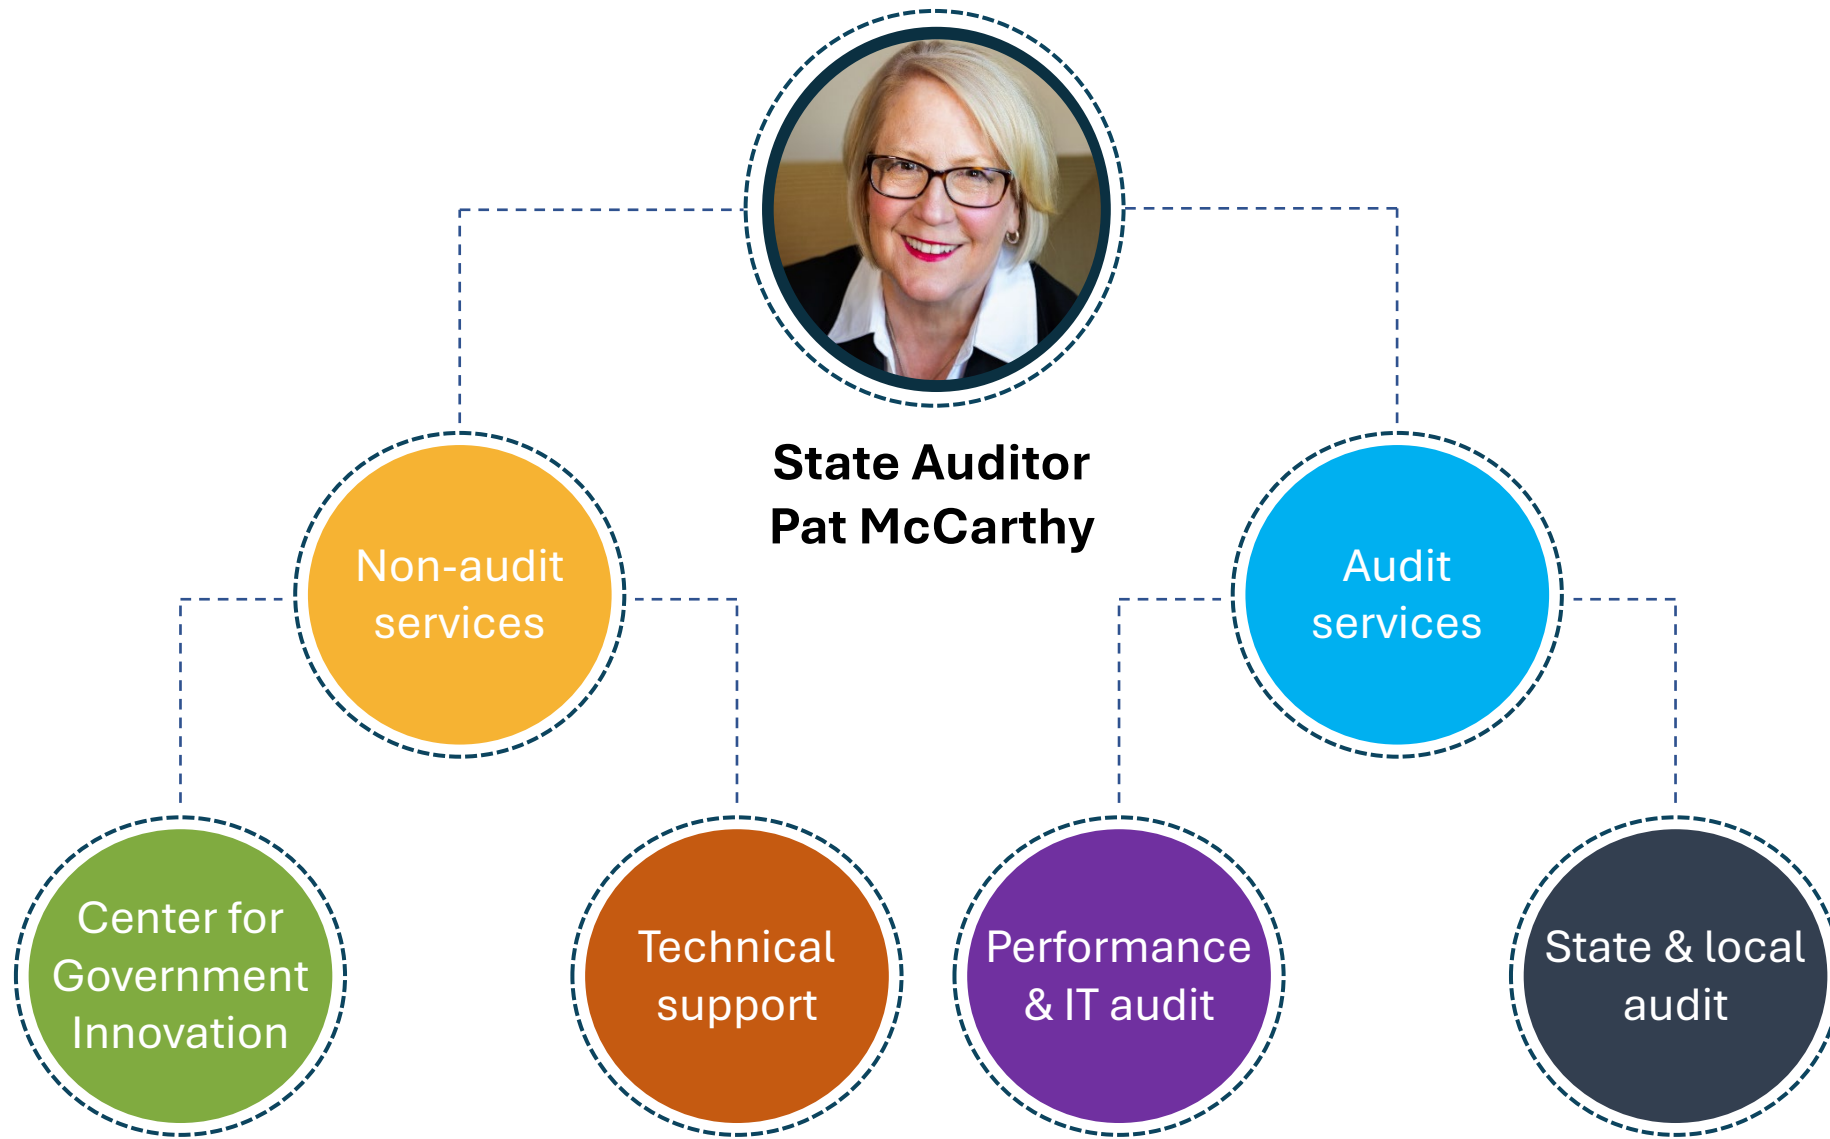 State Auditor
Pat McCarthy
Non-audit
services
Audit
services
Center for
Government
Innovation
Technical
support
Performance
& IT audit
State & local
audit